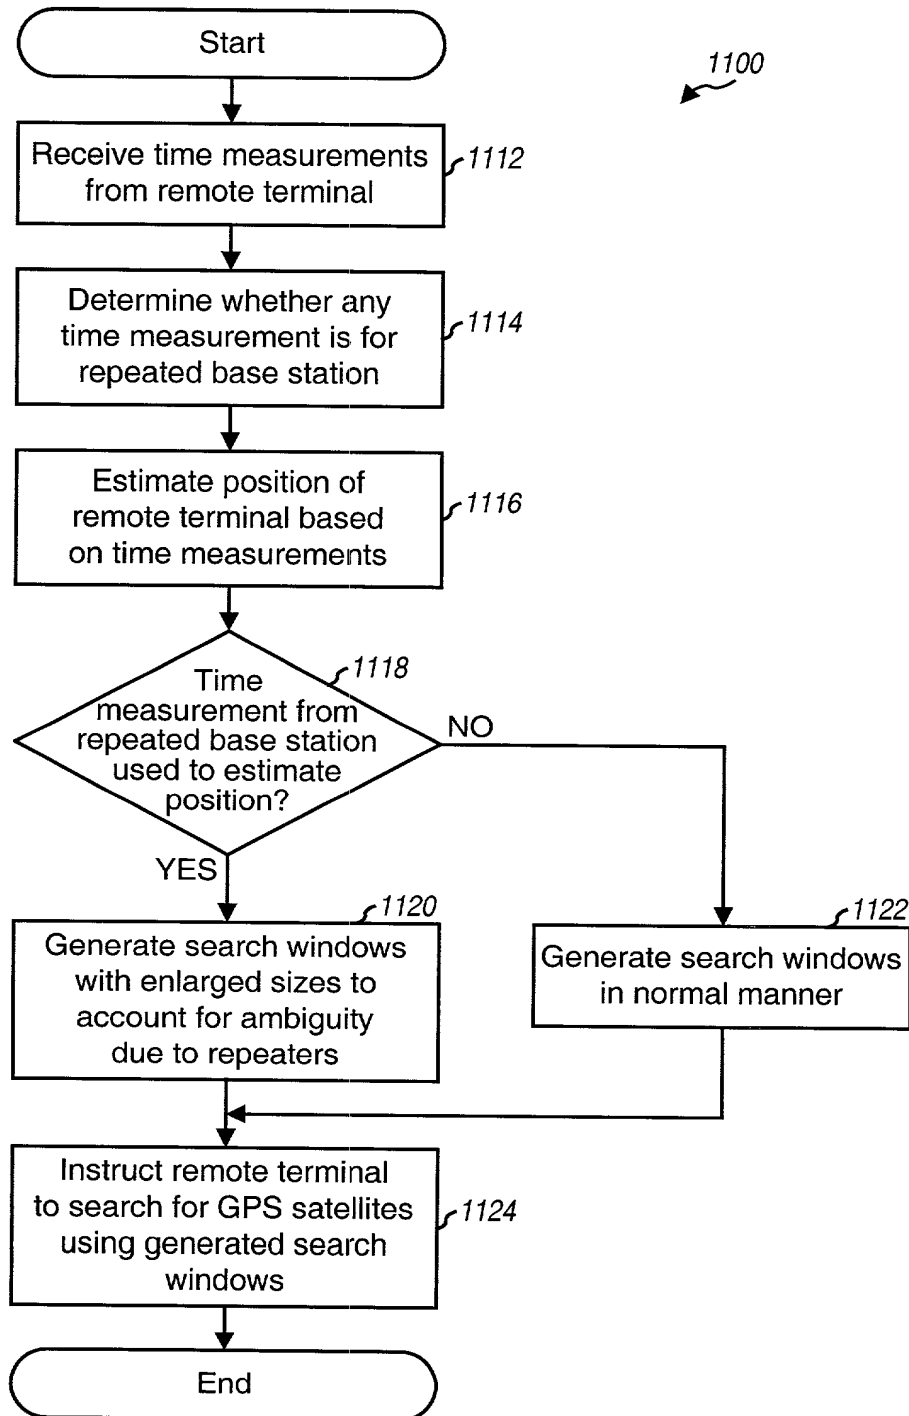 Start
1100
Receive time measurements
from remote terminal
1112
Determine whether any
time measurement is for
repeated base station
1114
Estimate position of
remote terminal based
on time measurements
1116
Time
measurement from
repeated base station
used to estimate
position?
1118
NO
YES
1120
Generate search windows
with enlarged sizes to
account for ambiguity
due to repeaters
1122
Generate search windows
in normal manner
Instruct remote terminal
to search for GPS satellites
using generated search
windows
1124
End